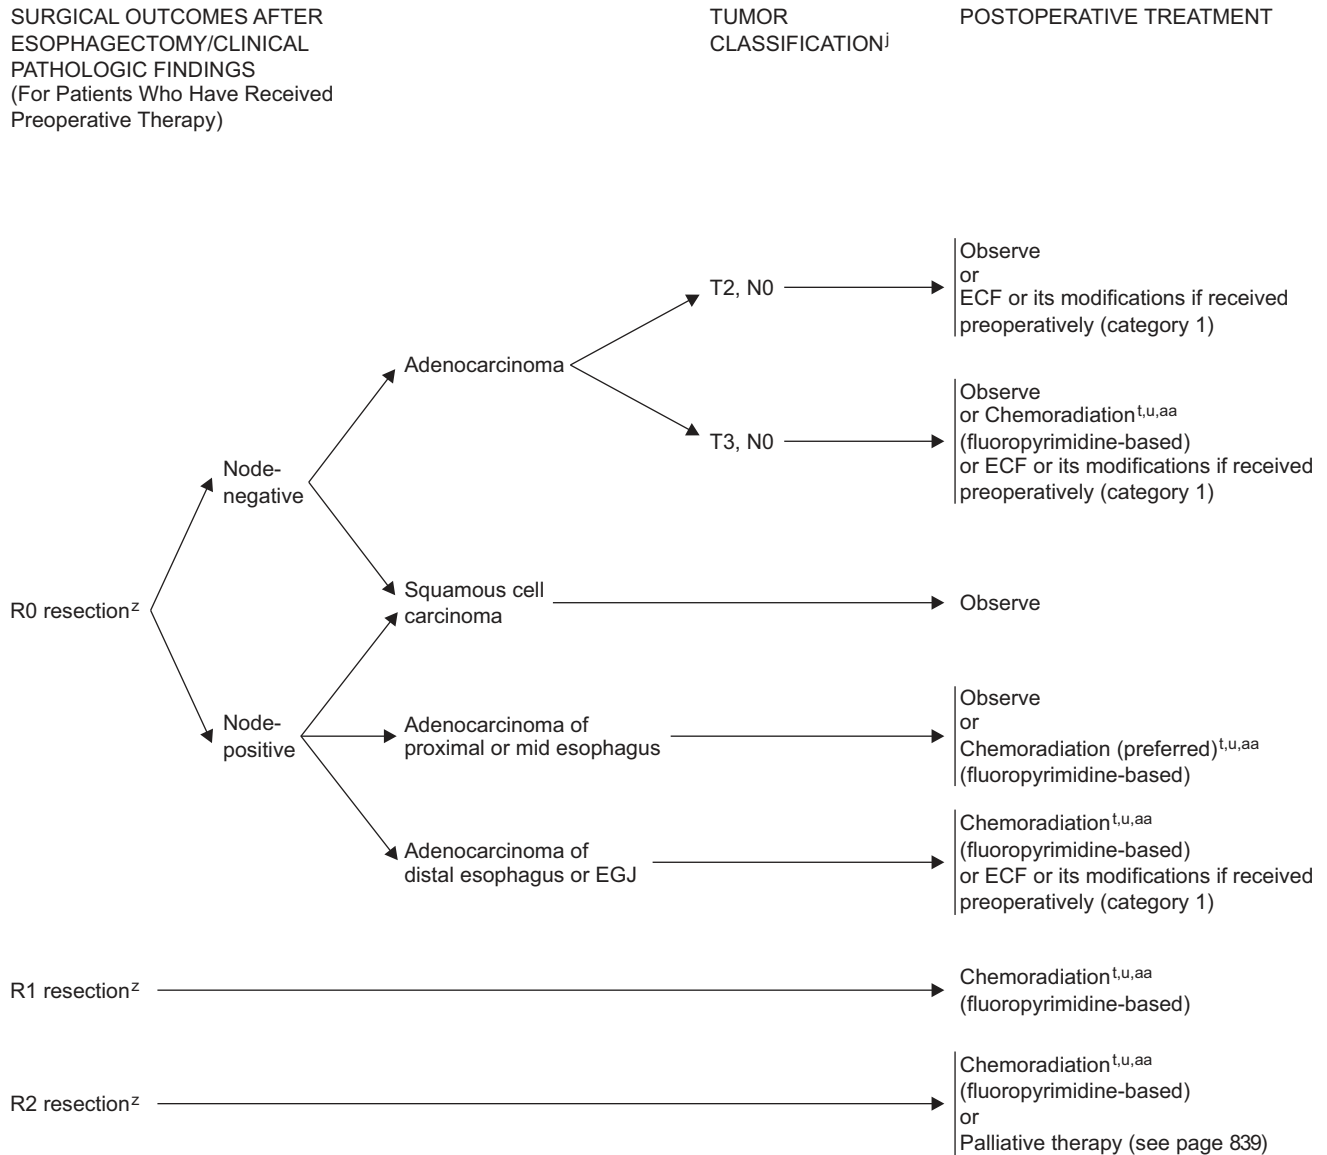 SURGICAL OUTCOMES AFTER
ESOPHAGECTOMY/CLINICAL
PATHOLOGIC FINDINGS
(For Patients Who Have Received
Preoperative Therapy)
TUMOR
CLASSIFICATIONj
POSTOPERATIVE TREATMENT
R0 resectionz
Node-
negative
Adenocarcinoma
T2, N0
Observe
or
ECF or its modifications if received
preoperatively (category 1)
T3, N0
Observe
or Chemoradiationt,u,aa
(fluoropyrimidine-based)
or ECF or its modifications if received
preoperatively (category 1)
Squamous cell
carcinoma
Observe
Node-
positive
Adenocarcinoma of
proximal or mid esophagus
Observe
or
Chemoradiation (preferred)t,u,aa
(fluoropyrimidine-based)
Adenocarcinoma of
distal esophagus or EGJ
Chemoradiationt,u,aa
(fluoropyrimidine-based)
or ECF or its modifications if received
preoperatively (category 1)
R1 resectionz
Chemoradiationt,u,aa
(fluoropyrimidine-based)
R2 resectionz
Chemoradiationt,u,aa
(fluoropyrimidine-based)
or
Palliative therapy (see page 839)